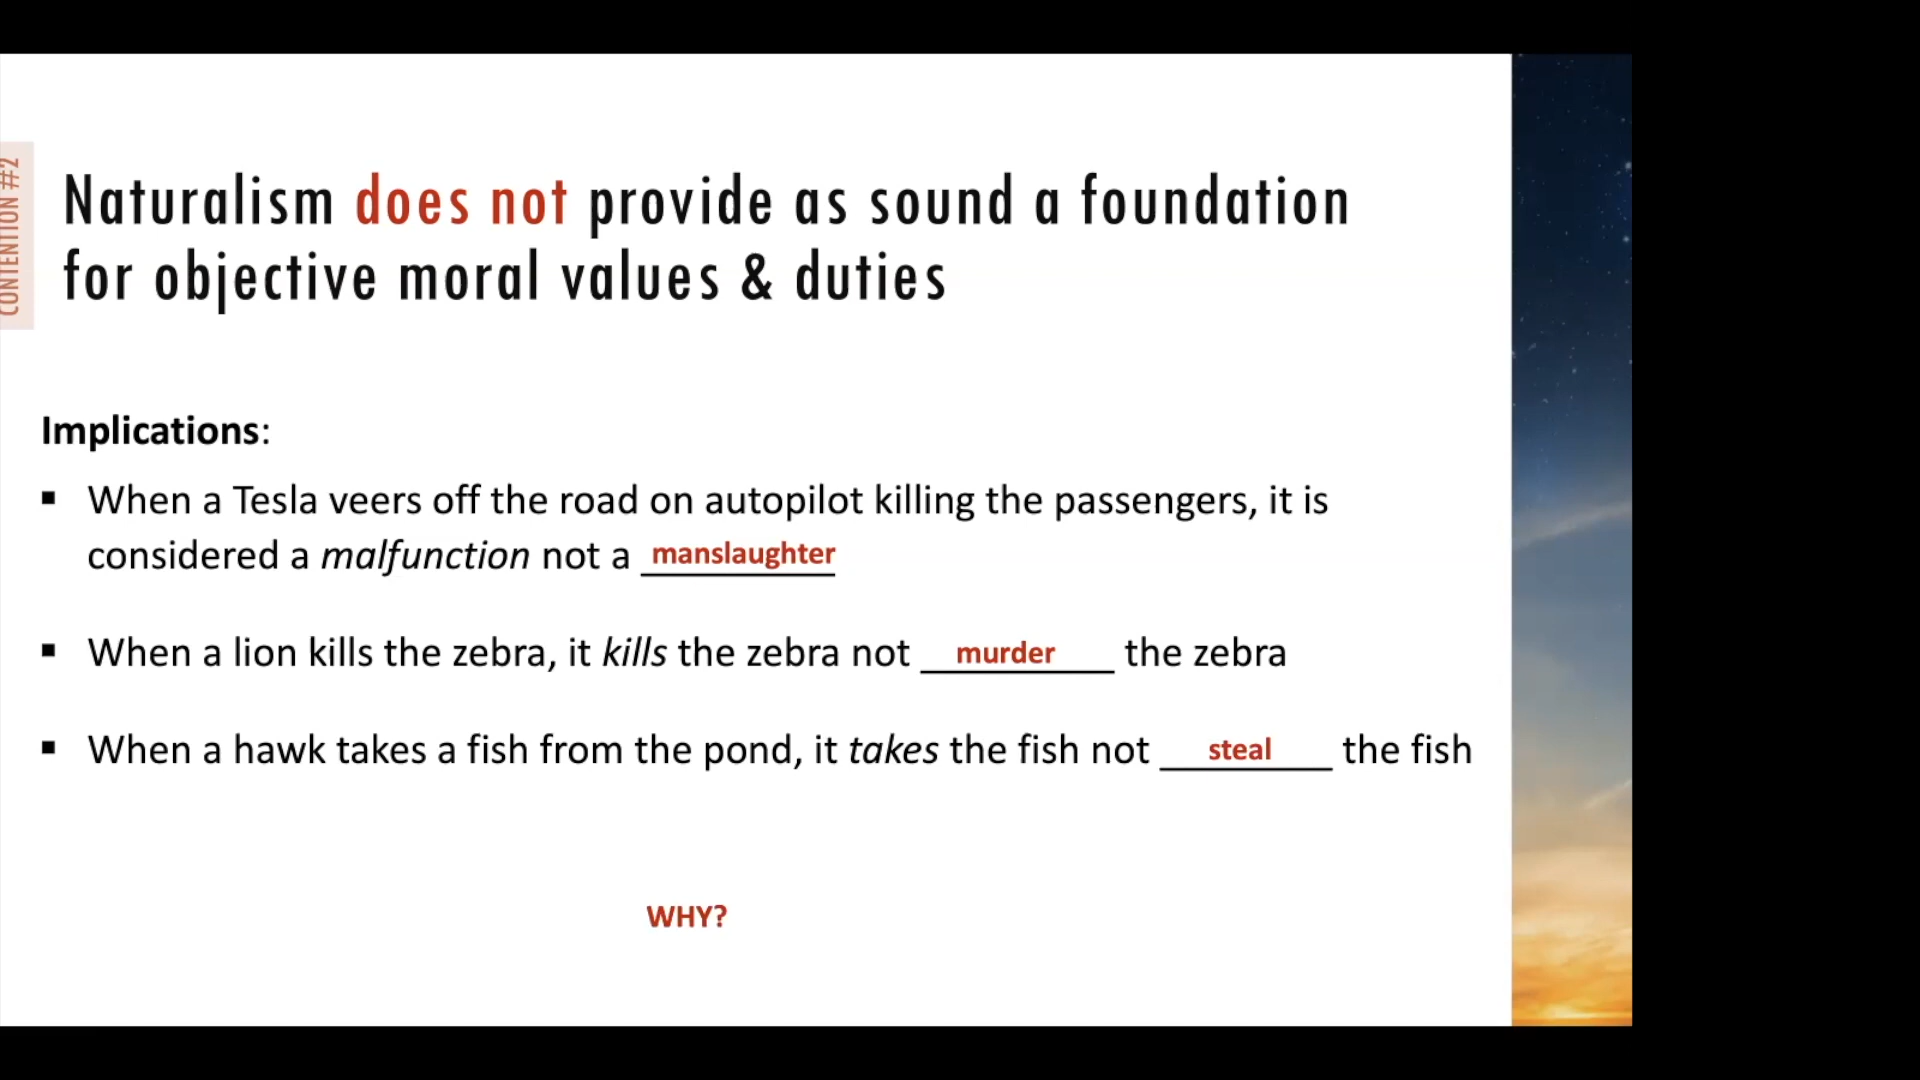 CONTENTION #2
Naturalism does not provide as sound a foundation
for objective moral values & duties
Implications:
▪ When a Tesla veers off the road on autopilot killing the passengers, it is
considered a malfunction not a manslaughter
▪ When a lion kills the zebra, it kills the zebra not murder the zebra
▪ When a hawk takes a fish from the pond, it takes the fish not steal the fish
WHY?